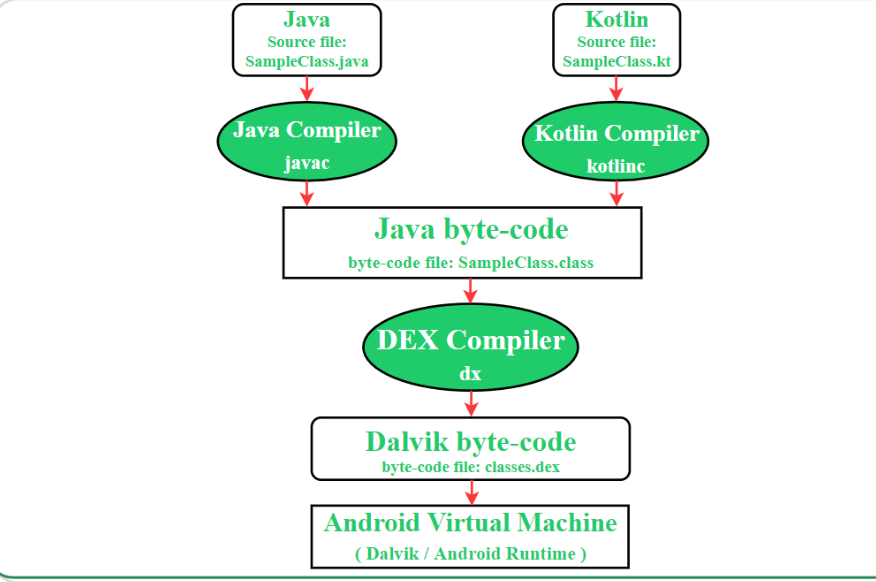 Java
Source file:
SampleClass.java
Kotlin
Source file:
SampleClass.kt
Java Compiler
javac
Kotlin Compiler
kotlinc
Java byte-code
byte-code file: SampleClass.class
DEX Compiler
dx
Dalvik byte-code
byte-code file: classes.dex
Android Virtual Machine
( Dalvik / Android Runtime )